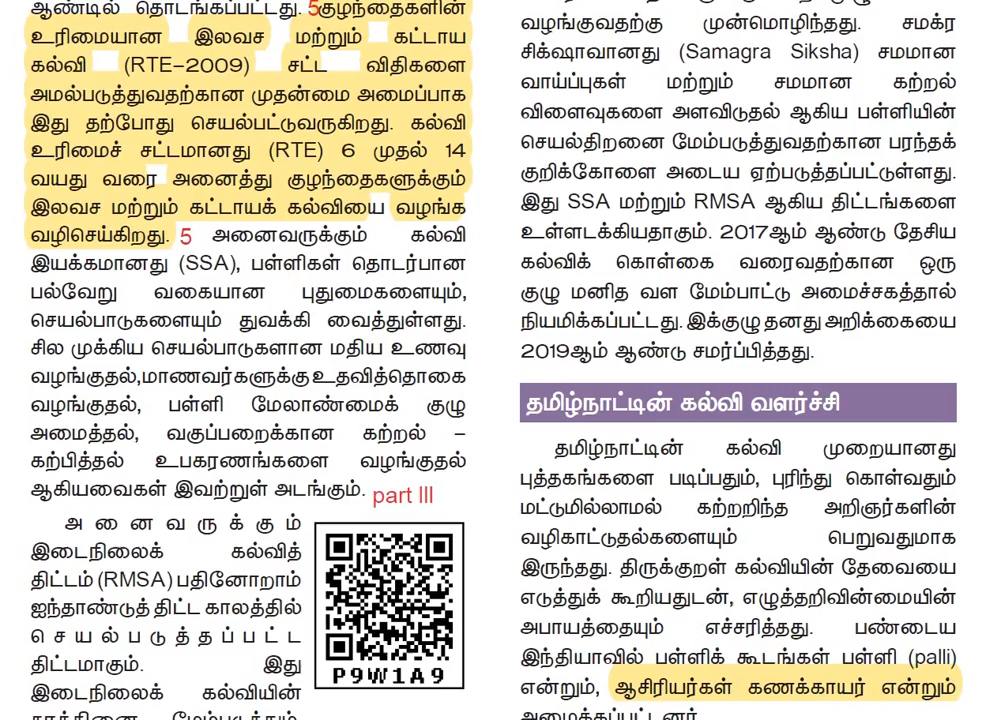 ஆண்டில் தொடங்கப்பட்டது. 5குழந்தைகளின்
உரிமையான இலவச மற்றும் கட்டாய
கல்வி (RTE–2009) சட்ட விதிகளை
அமல்படுத்துவதற்கான முதன்மை அமைப்பாக
இது தற்போது செயல்பட்டுவருகிறது. கல்வி
உரிமைச் சட்டமானது (RTE) 6 முதல் 14
வயது வரை அனைத்து குழந்தைகளுக்கும்
இலவச மற்றும் கட்டாயக் கல்வியை வழங்க
வழிசெய்கிறது. 5 அனைவருக்கும் கல்வி
இயக்கமானது (SSA), பள்ளிகள் தொடர்பான
பல்வேறு வகையான புதுமைகளையும்,
செயல்பாடுகளையும் துவக்கி வைத்துள்ளது.
சில முக்கிய செயல்பாடுகளான மதிய உணவு
வழங்குதல்,மாணவர்களுக்கு உதவித்தொகை
வழங்குதல், பள்ளி மேலாண்மைக் குழு
அமைத்தல், வகுப்பறைக்கான கற்றல் –
கற்பித்தல் உபகரணங்களை வழங்குதல்
ஆகியவைகள் இவற்றுள் அடங்கும். part III
அனைவருக்கும்
இடைநிலைக் கல்வித்
திட்டம் (RMSA) பதினோறாம்
ஐந்தாண்டுத் திட்ட காலத்தில்
செயல்படுத்தப்பட்ட
திட்டமாகும். இது
இடைநிலைக் கல்வியின்
P9W1A9
வழங்குவதற்கு முன்மொழிந்தது. சமக்ர
சிக்‌ஷாவானது (Samagra Siksha) சமமான
வாய்ப்புகள் மற்றும் சமமான கற்றல்
விளைவுகளை அளவிடுதல் ஆகிய பள்ளியின்
செயல்திறனை மேம்படுத்துவதற்கான பரந்தக்
குறிக்கோளை அடைய ஏற்படுத்தப்பட்டுள்ளது.
இது SSA மற்றும் RMSA ஆகிய திட்டங்களை
உள்ளடக்கியதாகும். 2017ஆம் ஆண்டு தேசிய
கல்விக் கொள்கை வரைவதற்கான ஒரு
குழு மனித வள மேம்பாட்டு அமைச்சகத்தால்
நியமிக்கப்பட்டது. இக்குழு தனது அறிக்கையை
2019ஆம் ஆண்டு சமர்ப்பித்தது.
தமிழ்நாட்டின் கல்வி வளர்ச்சி
தமிழ்நாட்டின் கல்வி முறையானது
புத்தகங்களை படிப்பதும், புரிந்து கொள்வதும்
மட்டுமில்லாமல் கற்றறிந்த அறிஞர்களின்
வழிகாட்டுதல்களையும் பெறுவதுமாக
இருந்தது. திருக்குறள் கல்வியின் தேவையை
எடுத்துக் கூறியதுடன், எழுத்தறிவின்மையின்
அபாயத்தையும் எச்சரித்தது. பண்டைய
இந்தியாவில் பள்ளிக் கூடங்கள் பள்ளி (palli)
என்றும், ஆசிரியர்கள் கணக்காயர் என்றும்
அழைக்கப்பட்டனர்